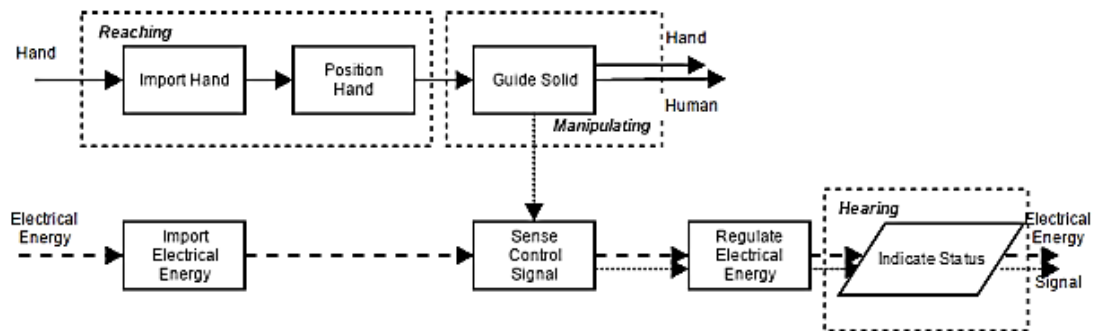 Reaching
Hand
Import Hand
Position
Hand
Guide Solid
Hand
Human
Manipulating
Electrical
Energy
Import
Electrical
Energy
Sense
Control
Signal
Regulate
Electrical
Energy
Hearing
Indicate Status
Electrical
Energy
Signal